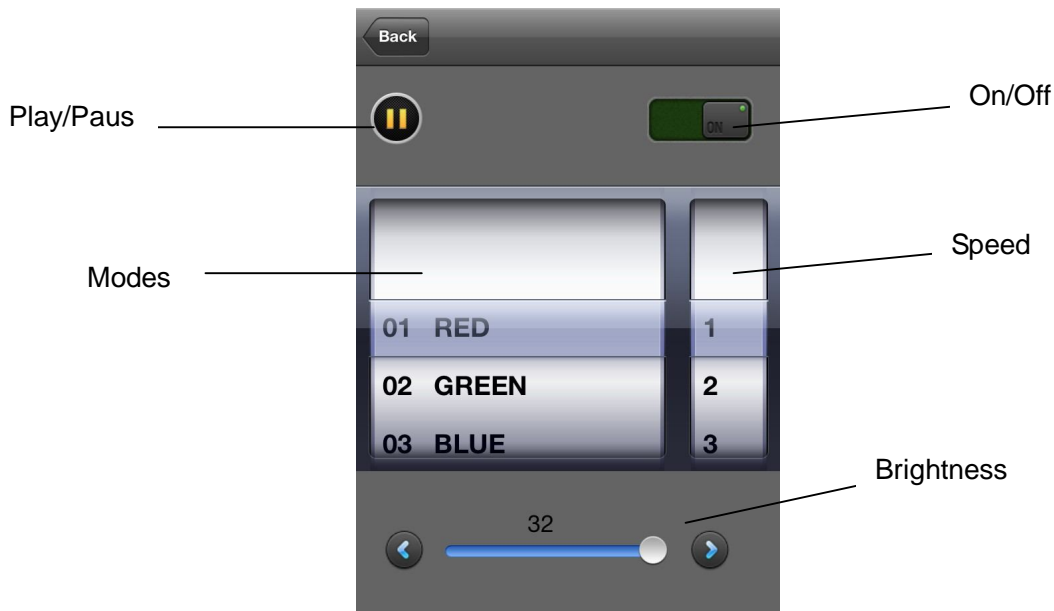 Back
Play/Paus
On/Off
ON
Modes
Speed
01 RED 1
02 GREEN 2
03 BLUE 3
Brightness
32